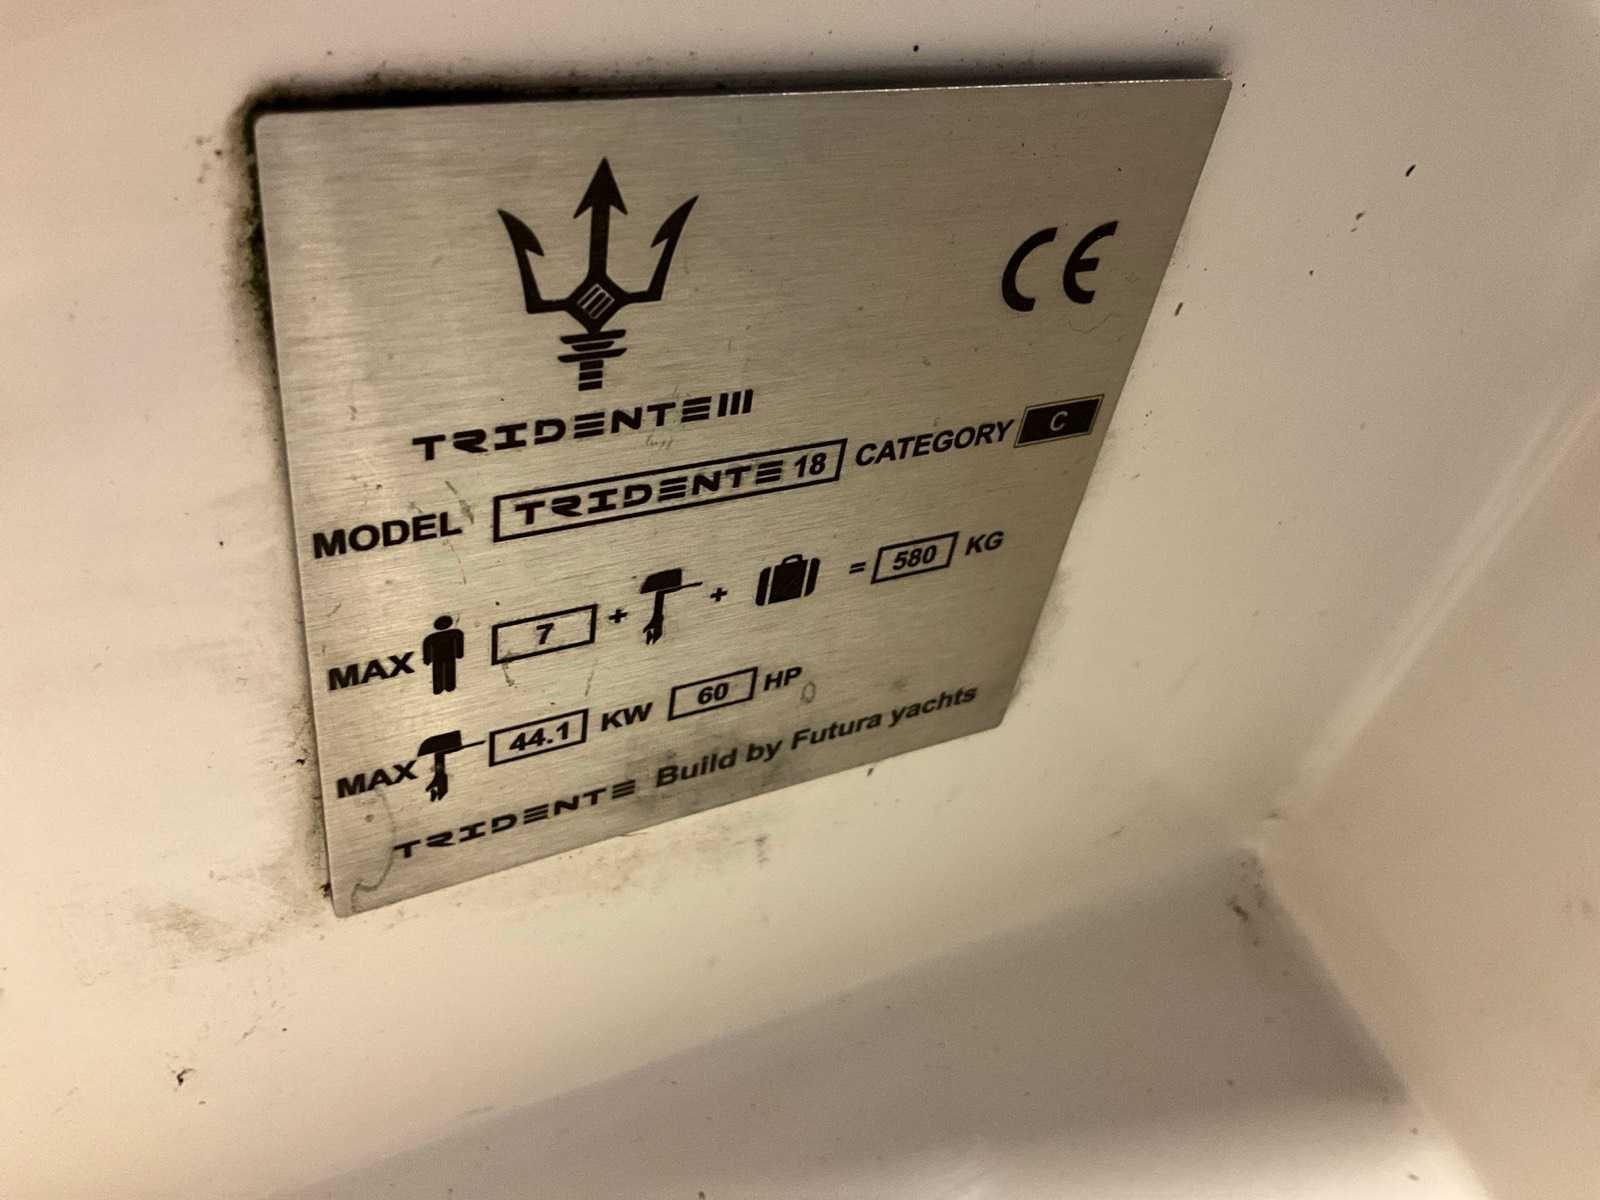 CE
TRIDENTE III
MODEL TRIDENTE 18 CATEGORY C
MAX 7 + + = 580 KG
MAX 44.1 KW 60 HP
TRIDENTE Build by Futura yachts